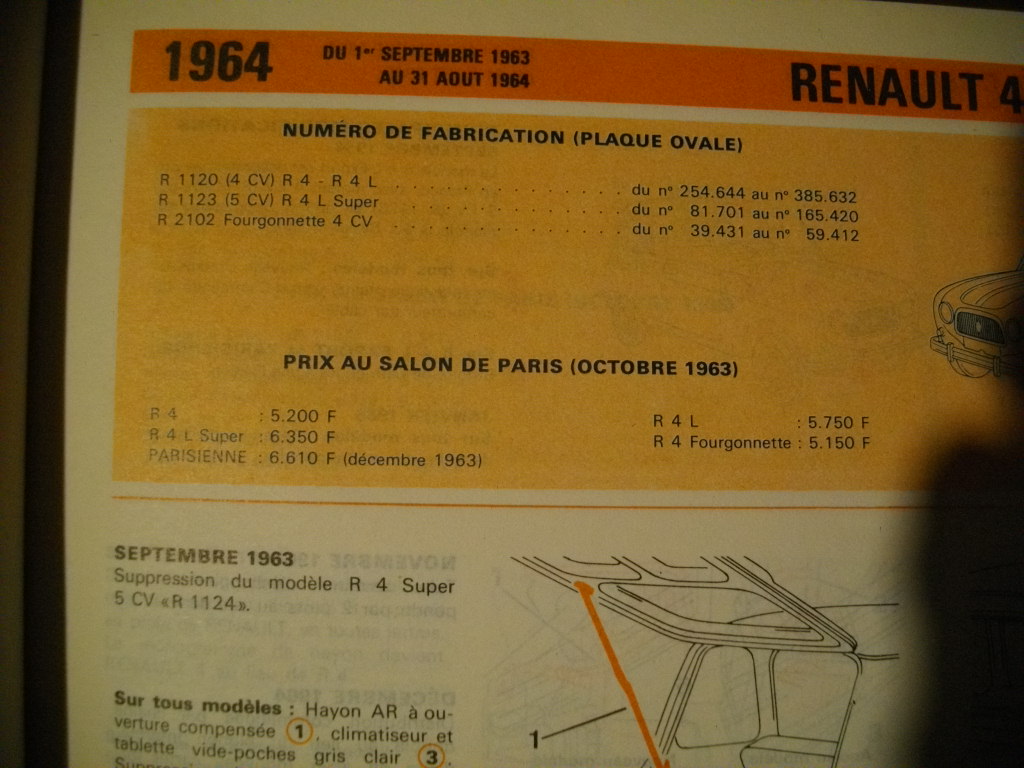 1964
DU 1er SEPTEMBRE 1963
AU 31 AOUT 1964
RENAULT 4
NUMÉRO DE FABRICATION (PLAQUE OVALE)
R 1120 (4 CV) R 4 - R 4 L . . . . . . . . . . . . . . du nº 254.644 au nº 385.632
R 1123 (5 CV) R 4 L Super . . . . . . . . . . . . . . du nº 81.701 au nº 165.420
R 2102 Fourgonnette 4 CV . . . . . . . . . . . . . . du nº 39.431 au nº 59.412
PRIX AU SALON DE PARIS (OCTOBRE 1963)
R 4 : 5.200 F
R 4 L Super : 6.350 F
PARISIENNE : 6.610 F (décembre 1963)
R 4 L : 5.750 F
R 4 Fourgonnette : 5.150 F
SEPTEMBRE 1963
Suppression du modèle R 4 Super
5 CV «R 1124».
Sur tous modèles : Hayon AR à ou-
verture compensée 1, climatiseur et
tablette vide-poches gris clair 3.
1